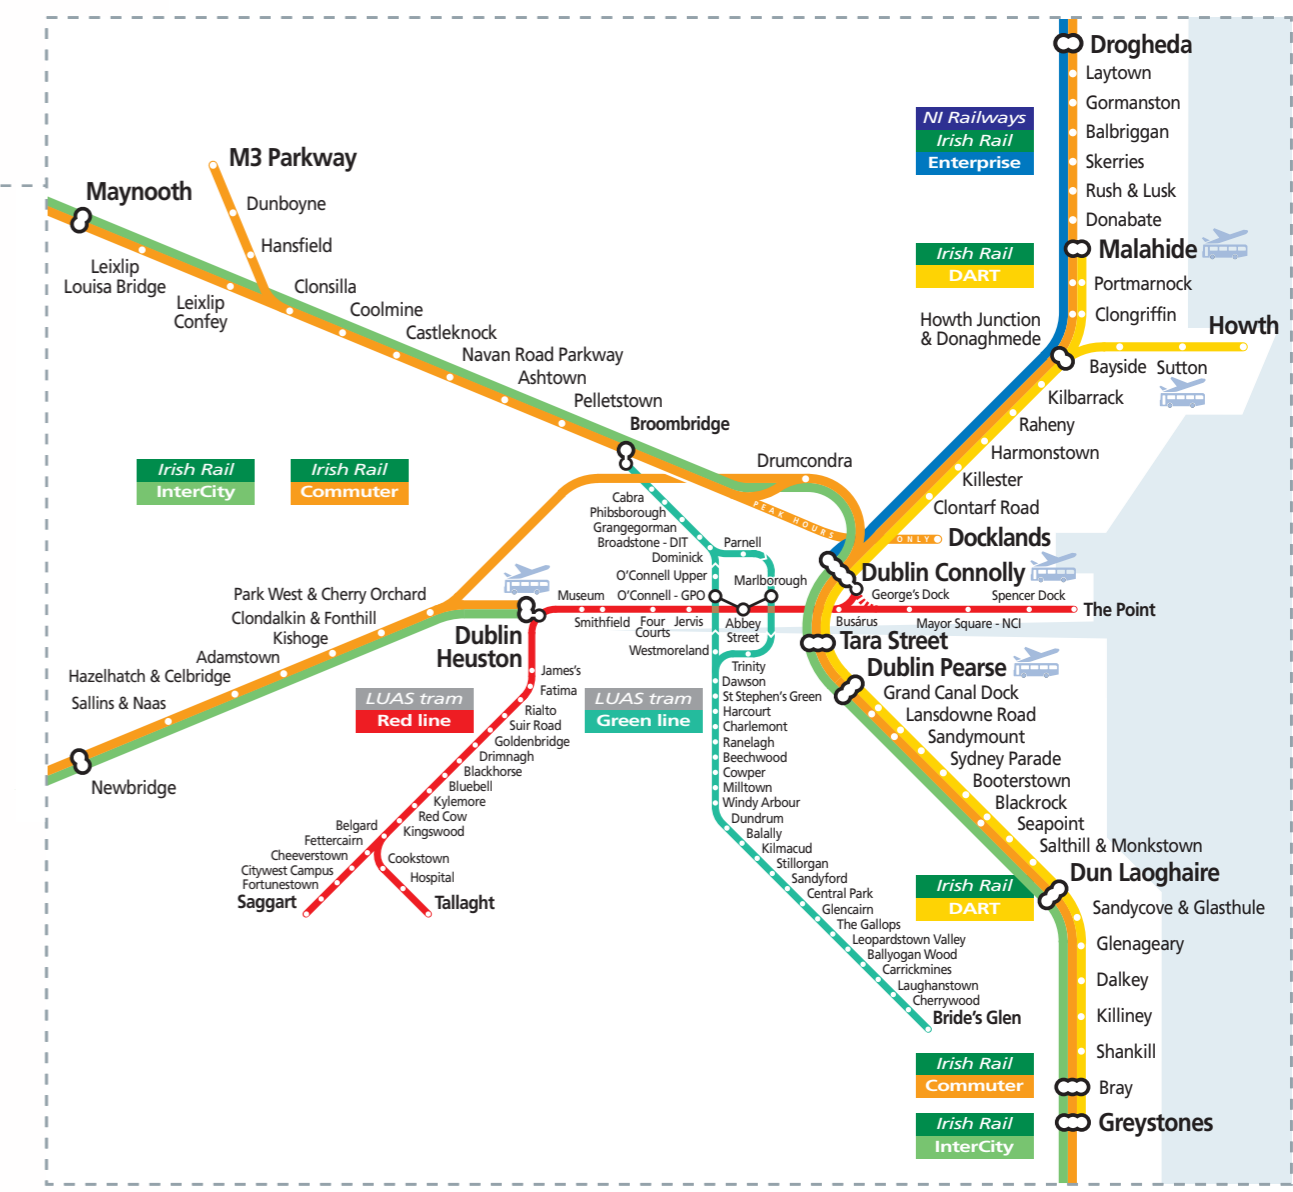 Drogheda
Laytown
Gormanston
Balbriggan
Skerries
Rush & Lusk
Donabate
Malahide
Portmarnock
Clongriffin
Howth Junction
& Donaghmede
Howth
Bayside
Sutton
Kilbarrack
Raheny
Harmonstown
Killester
Clontarf Road
NI Railways
Irish Rail
Enterprise
Irish Rail
DART
M3 Parkway
Dunboyne
Hansfield
Maynooth
Leixlip
Louisa Bridge
Leixlip
Confey
Clonsilla
Coolmine
Castleknock
Navan Road Parkway
Ashtown
Pelletstown
Broombridge
Drumcondra
PEAK HOURS
ONLY
Docklands
Irish Rail
InterCity
Irish Rail
Commuter
Cabra
Phibsborough
Grangegorman
Broadstone - DIT
Dominick
Parnell
O'Connell Upper
Marlborough
O'Connell - GPO
Dublin Connolly
George's Dock
Spencer Dock
The Point
Museum
Smithfield
Four
Courts
Jervis
Abbey
Street
Busárus
Mayor Square - NCI
Westmoreland
Trinity
Tara Street
Dublin Pearse
Park West & Cherry Orchard
Clondalkin & Fonthill
Kishoge
Adamstown
Hazelhatch & Celbridge
Sallins & Naas
Newbridge
Dublin
Heuston
LUAS tram
Red line
LUAS tram
Green line
James's
Fatima
Rialto
Suir Road
Goldenbridge
Drimnagh
Blackhorse
Bluebell
Kylemore
Red Cow
Kingswood
Belgard
Fettercairn
Cheeverstown
Citywest Campus
Fortunestown
Saggart
Cookstown
Hospital
Tallaght
Dawson
St Stephen's Green
Harcourt
Charlemont
Ranelagh
Beechwood
Cowper
Milltown
Windy Arbour
Dundrum
Balally
Kilmacud
Stillorgan
Sandyford
Central Park
Glencairn
The Gallops
Leopardstown Valley
Ballyogan Wood
Carrickmines
Laughanstown
Cherrywood
Bride's Glen
Grand Canal Dock
Lansdowne Road
Sandymount
Sydney Parade
Booterstown
Blackrock
Seapoint
Salthill & Monkstown
Dun Laoghaire
Irish Rail
DART
Sandycove & Glasthule
Glenageary
Dalkey
Killiney
Shankill
Bray
Greystones
Irish Rail
Commuter
Irish Rail
InterCity